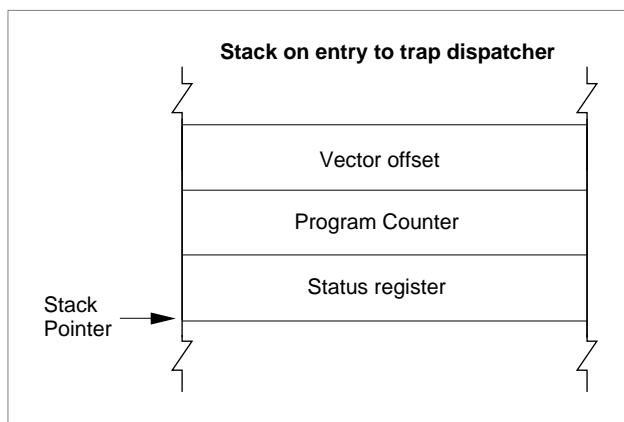 Stack on entry to trap dispatcher
Vector offset
Program Counter
Status register
Stack
Pointer